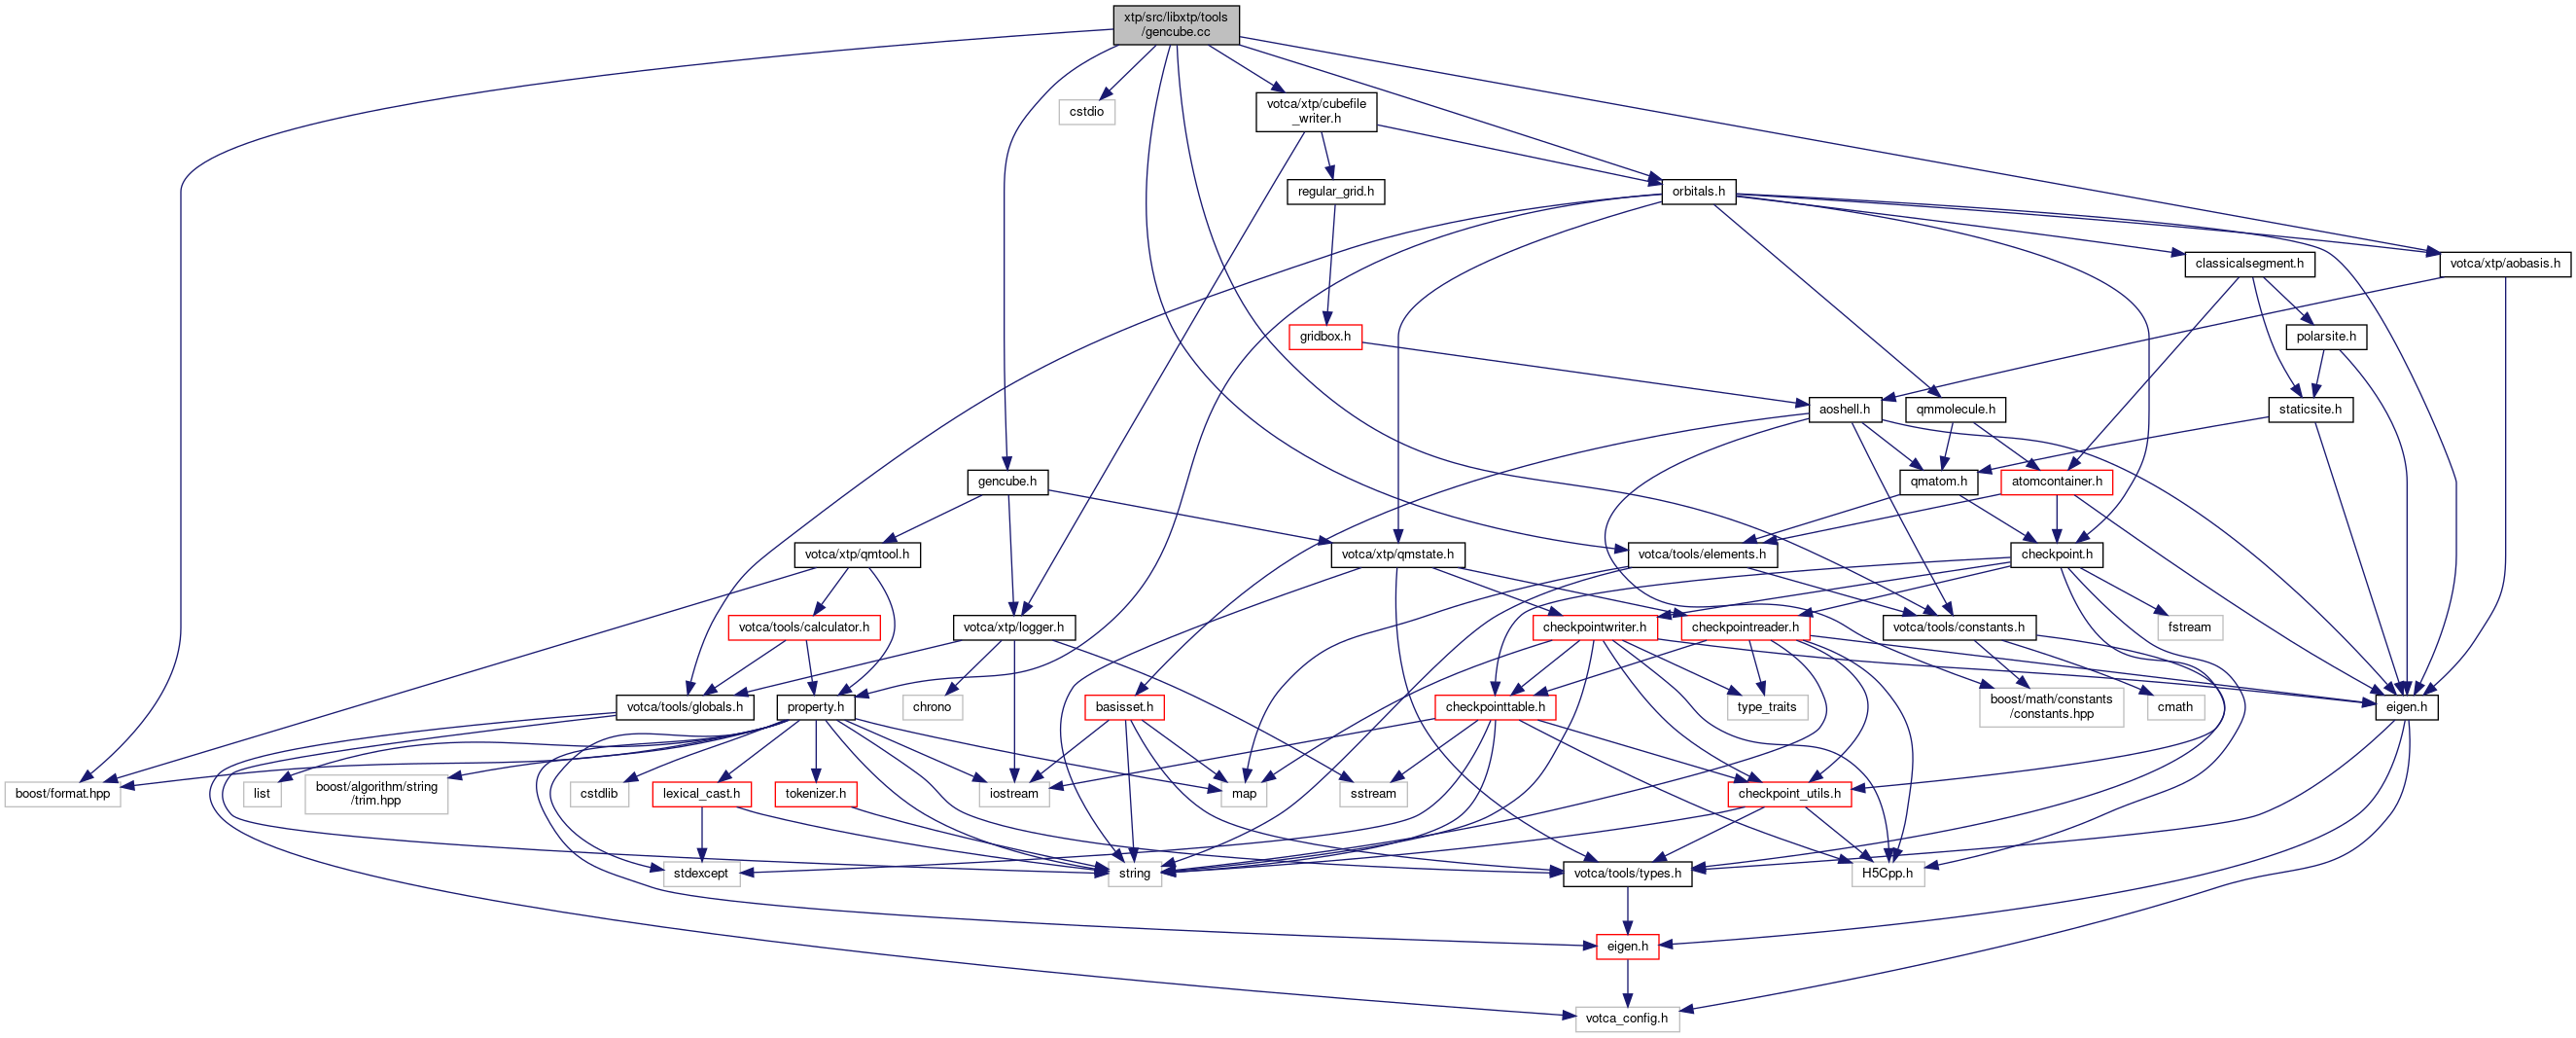 xtp/src/libxtp/tools
/gencube.cc
cstdio
votca/xtp/cubefile
_writer.h
regular_grid.h
orbitals.h
classicalsegment.h
votca/xtp/aobasis.h
gridbox.h
polarsite.h
aoshell.h
qmmolecule.h
staticsite.h
gencube.h
qmatom.h
atomcontainer.h
votca/xtp/qmtool.h
votca/xtp/qmstate.h
votca/tools/elements.h
checkpoint.h
votca/tools/calculator.h
votca/xtp/logger.h
checkpointwriter.h
checkpointreader.h
votca/tools/constants.h
fstream
votca/tools/globals.h
property.h
chrono
basisset.h
checkpointtable.h
type_traits
boost/math/constants
/constants.hpp
cmath
eigen.h
boost/format.hpp
list
boost/algorithm/string
/trim.hpp
cstdlib
lexical_cast.h
tokenizer.h
iostream
map
sstream
checkpoint_utils.h
stdexcept
string
votca/tools/types.h
H5Cpp.h
eigen.h
votca_config.h